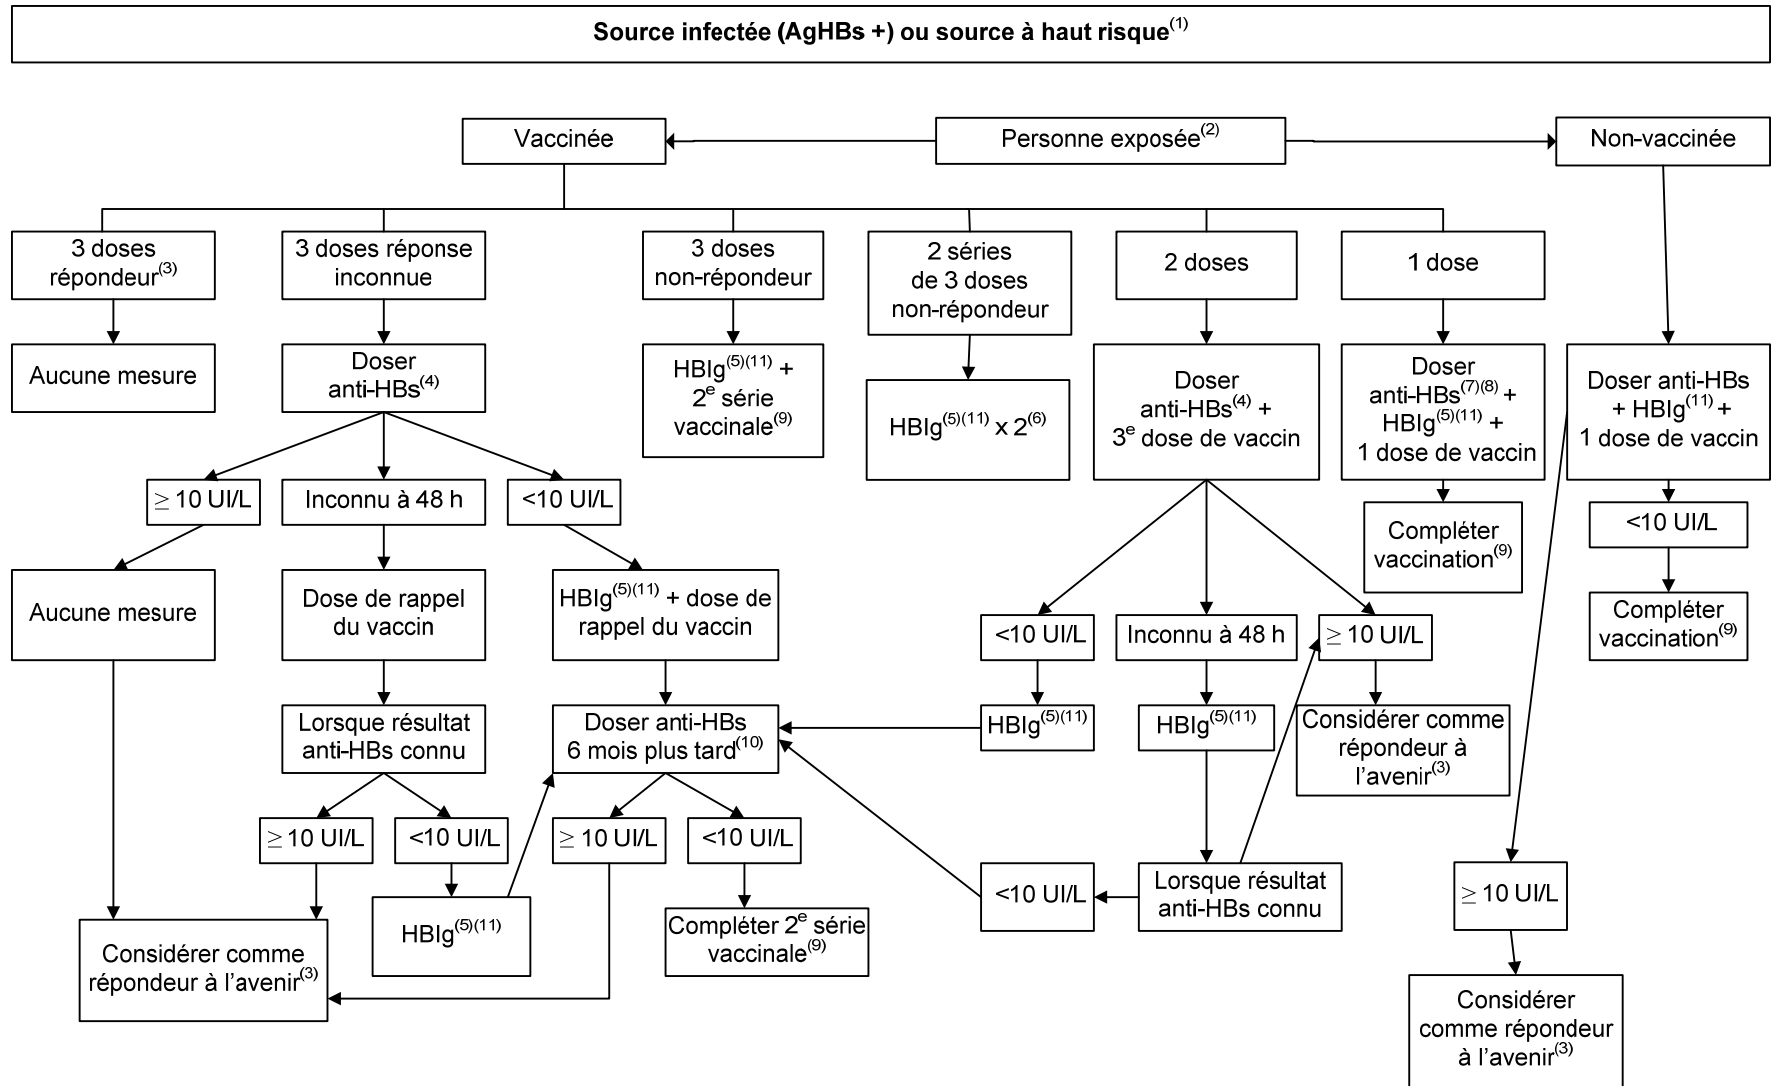 Source infectée (AgHBs +) ou source à haut risque(1)
Vaccinée
Personne exposée(2)
Non-vaccinée
3 doses
répondeur(3)
3 doses réponse
inconnue
3 doses
non-répondeur
2 séries
de 3 doses
non-répondeur
2 doses
1 dose
Aucune mesure
Doser
anti-HBs(4)
HBIg(5)(11) +
2e série
vaccinale(9)
HBIg(5)(11) x 2(6)
Doser
anti-HBs(4) +
3e dose de vaccin
Doser
anti-HBs(7)(8) +
HBIg(5)(11) +
1 dose de vaccin
Doser anti-HBs
+ HBIg(11) +
1 dose de vaccin
≥ 10 UI/L
Inconnu à 48 h
<10 UI/L
Compléter
vaccination(9)
<10 UI/L
Aucune mesure
Dose de rappel
du vaccin
HBIg(5)(11) + dose de
rappel du vaccin
<10 UI/L
Inconnu à 48 h
≥ 10 UI/L
Compléter
vaccination(9)
Lorsque résultat
anti-HBs connu
Doser anti-HBs
6 mois plus tard(10)
HBIg(5)(11)
HBIg(5)(11)
Considérer comme
répondeur à
l'avenir(3)
≥ 10 UI/L
<10 UI/L
≥ 10 UI/L
<10 UI/L
<10 UI/L
Lorsque résultat
anti-HBs connu
≥ 10 UI/L
Considérer comme
répondeur à l'avenir(3)
HBIg(5)(11)
Compléter 2e série
vaccinale(9)
Considérer
comme répondeur
à l'avenir(3)